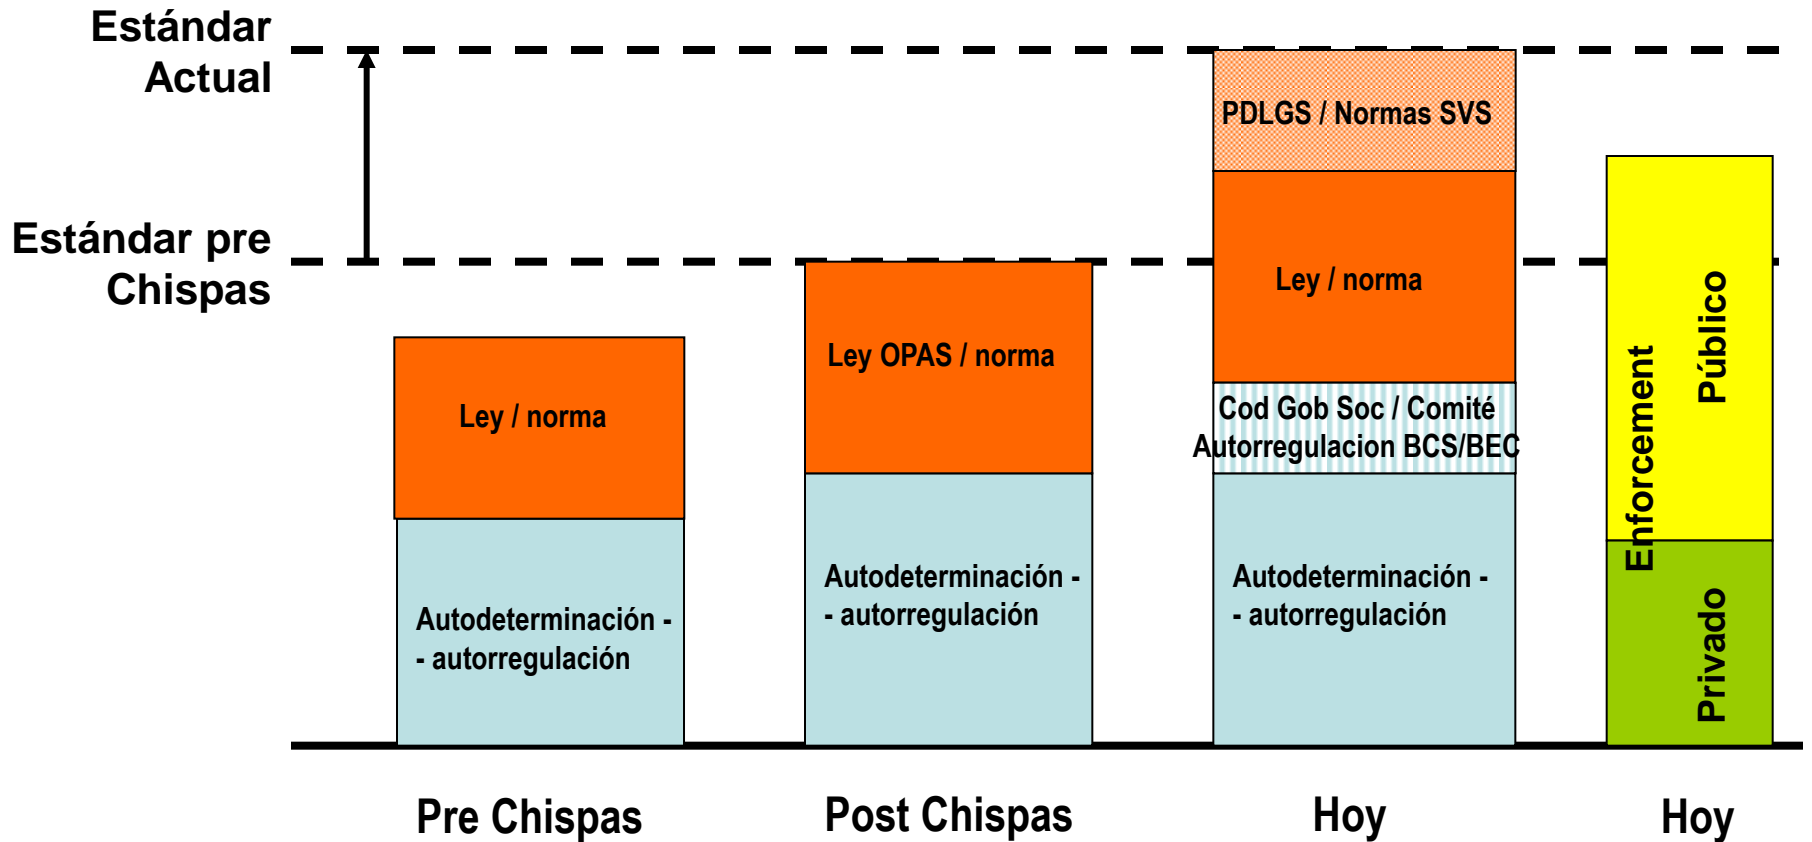 Estándar
Actual
Estándar pre
Chispas
Ley / norma
Autodeterminación -
- autorregulación
Ley OPAS / norma
Autodeterminación -
- autorregulación
PDLGS / Normas SVS
Ley / norma
Cod Gob Soc / Comité
Autorregulacion BCS/BEC
Autodeterminación -
- autorregulación
Enforcement
Público
Privado
Pre Chispas
Post Chispas
Hoy
Hoy